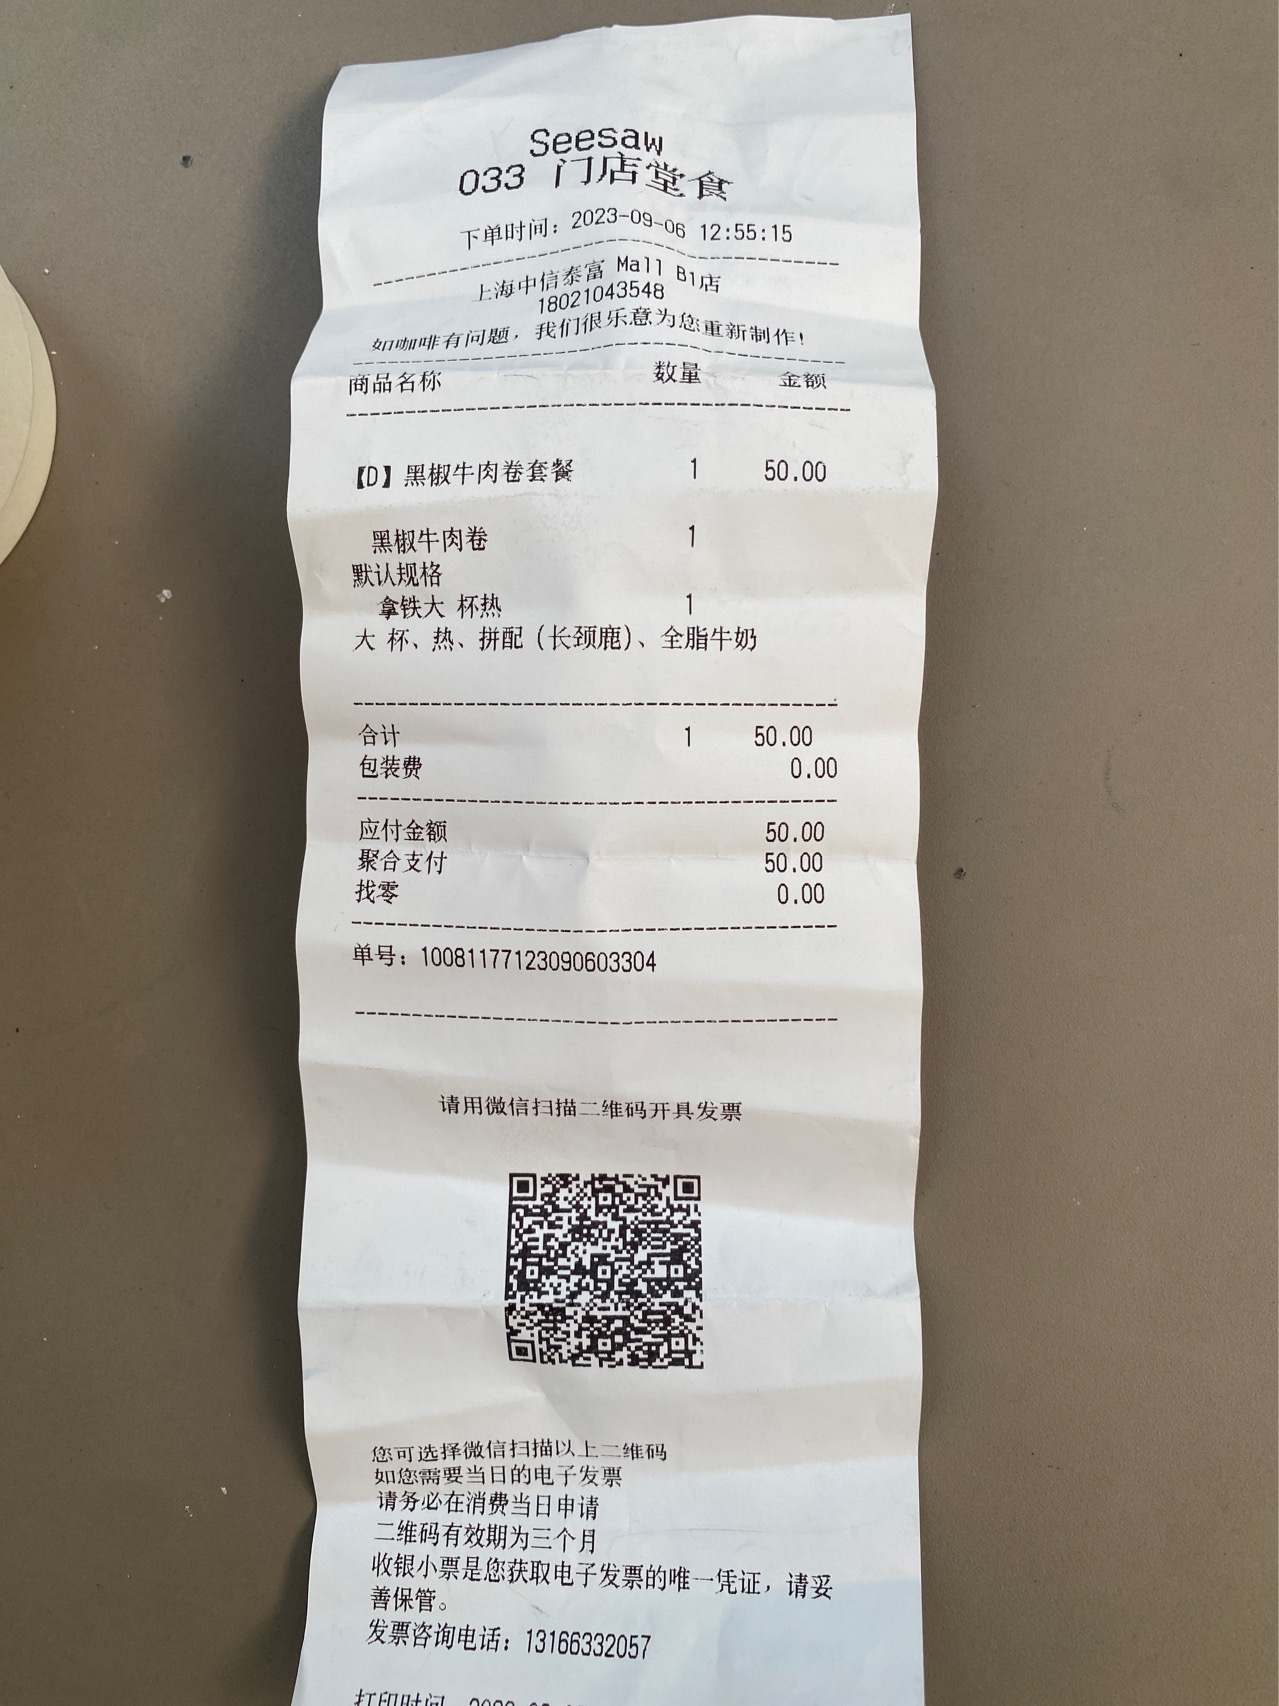 Seesaw
033 门店堂食
下单时间：2023-09-06 12:55:15
上海中信泰富 Mall B1店
18021043548
如咖啡有问题，我们很乐意为您重新制作！
商品名称 数量 金额
【D】黑椒牛肉卷套餐 1 50.00
黑椒牛肉卷 1
默认规格
拿铁大 杯热 1
大 杯、热、拼配（长颈鹿）、全脂牛奶
合计 1 50.00
包装费 0.00
应付金额 50.00
聚合支付 50.00
找零 0.00
单号：10081177123090603304
请用微信扫描二维码开具发票
您可选择微信扫描以上二维码
如您需要当日的电子发票
请务必在消费当日申请
二维码有效期为三个月
收银小票是您获取电子发票的唯一凭证，请妥
善保管。
发票咨询电话：13166332057
打印时间